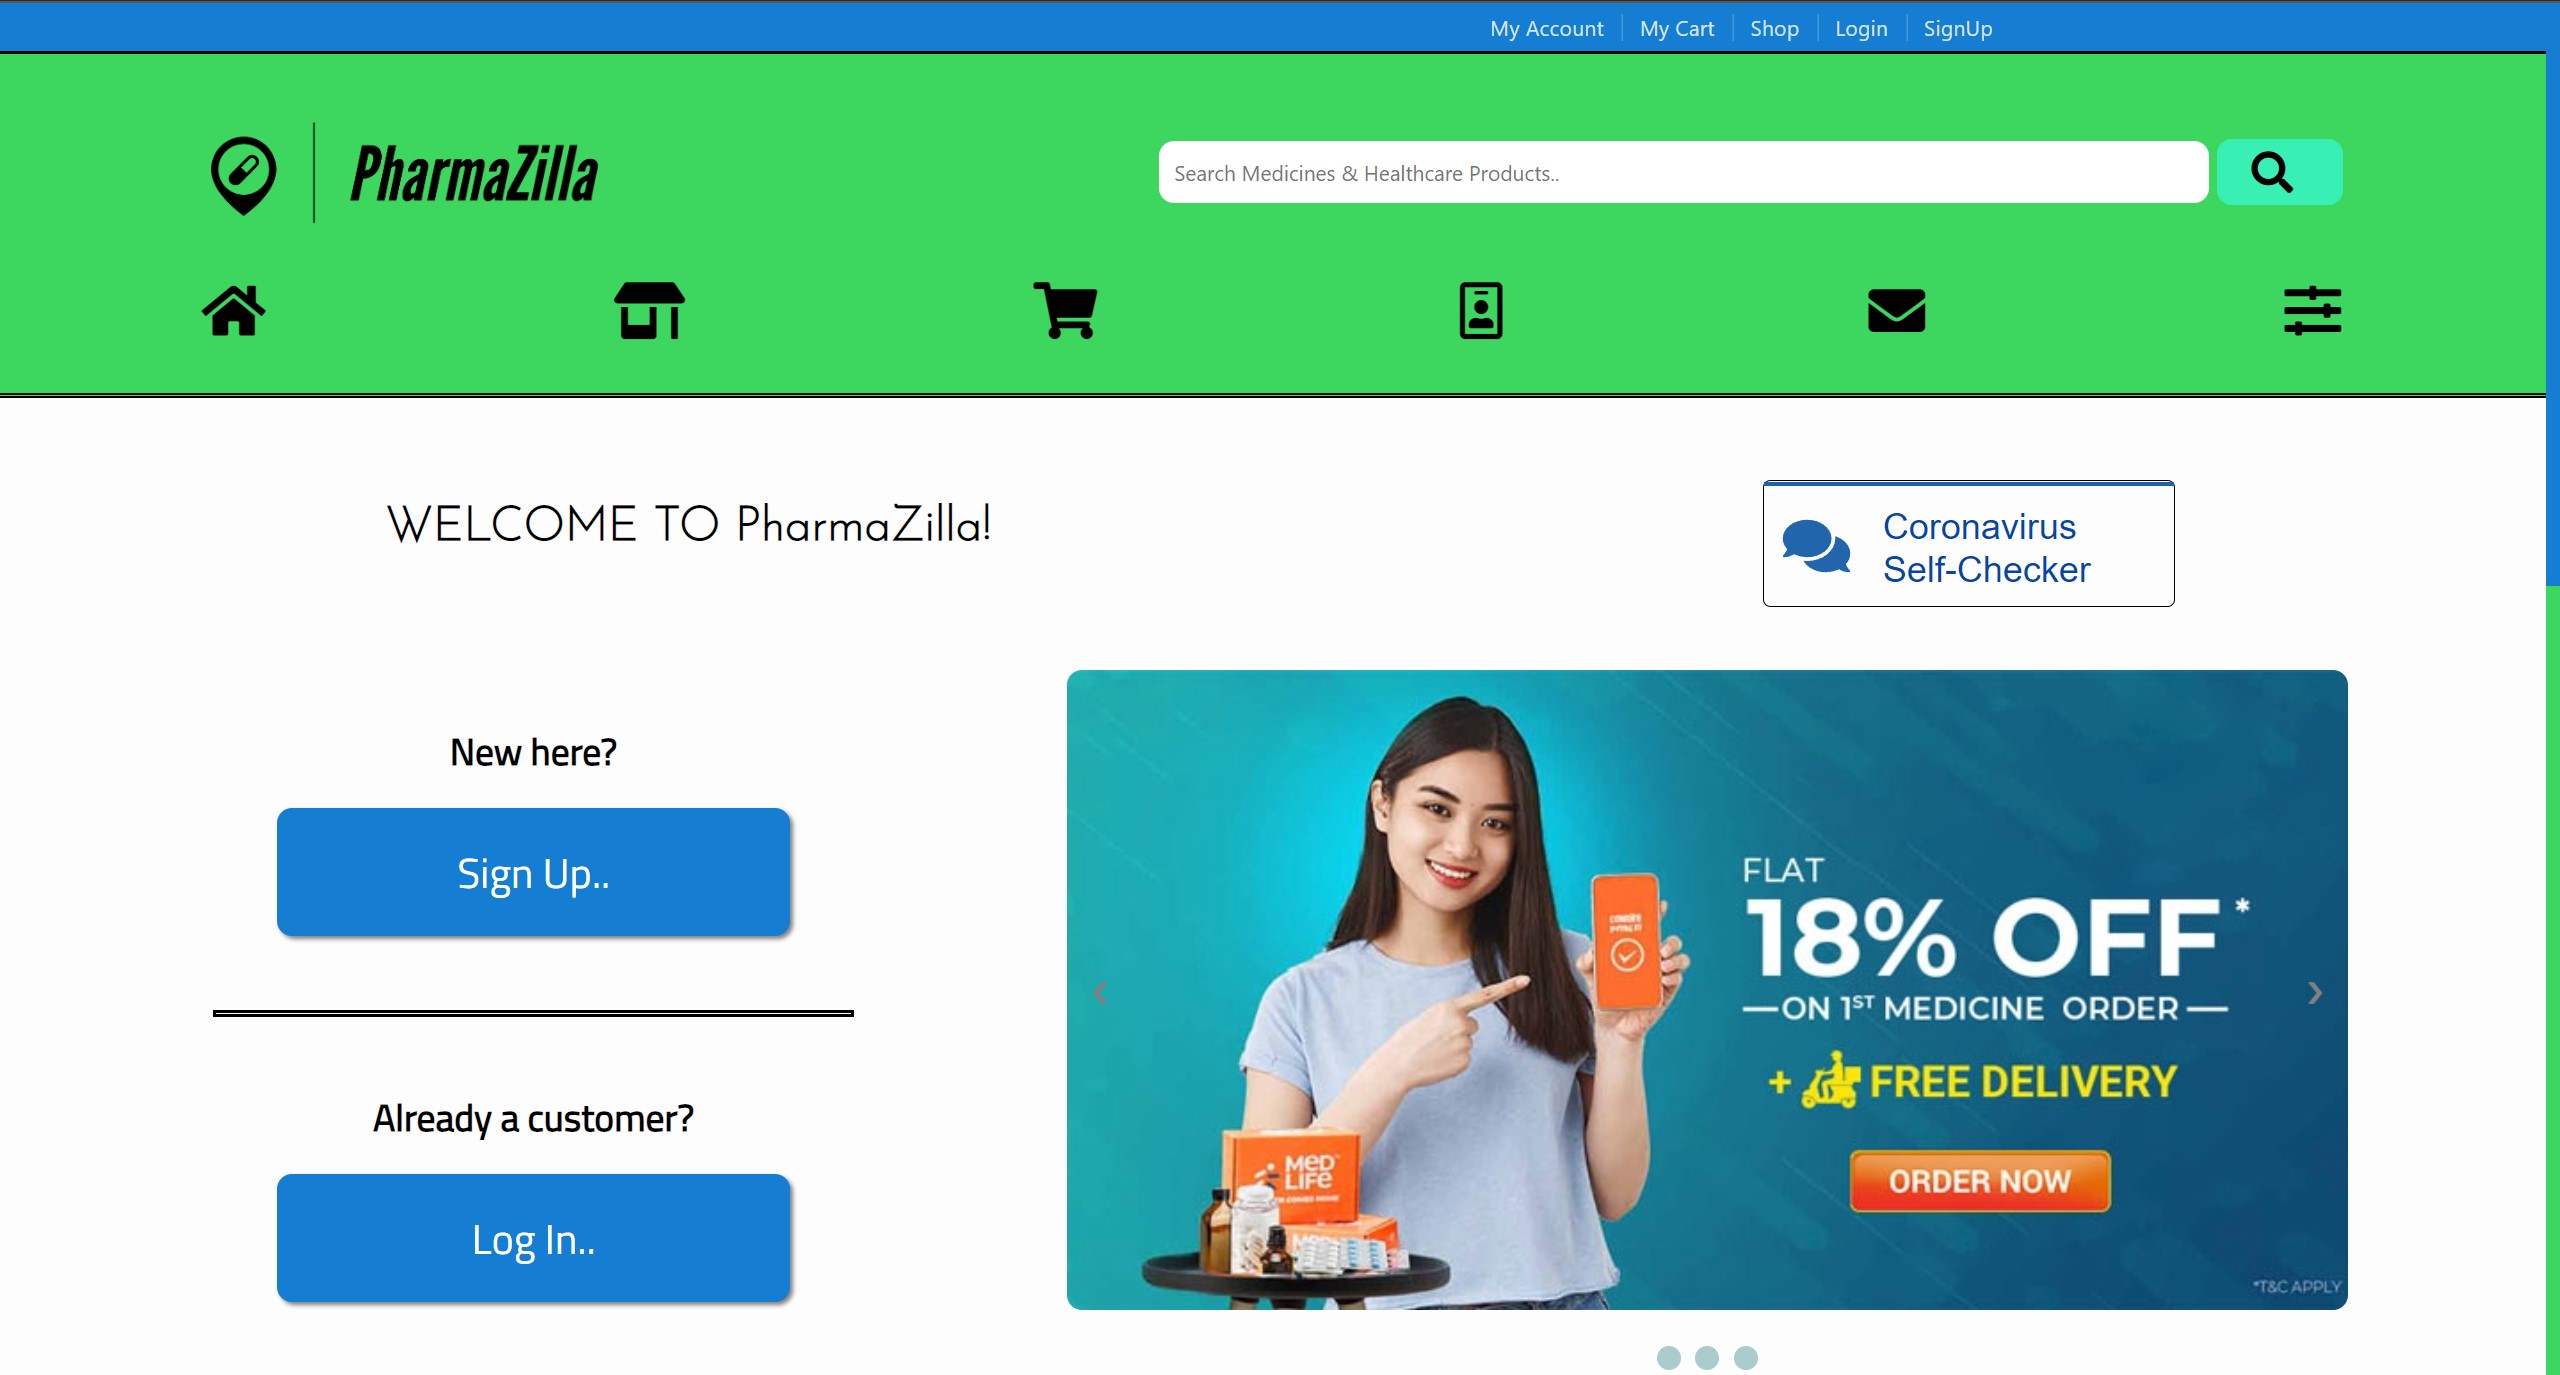 My Account
My Cart
Shop
Login
SignUp
PharmaZilla
Search Medicines & Healthcare Products..
WELCOME TO PharmaZilla!
Coronavirus
Self-Checker
New here?
Sign Up..
Already a customer?
Log In..
FLAT
18% OFF*
ON 1ST MEDICINE ORDER
+ FREE DELIVERY
ORDER NOW
MED
LIFE
*T&C APPLY